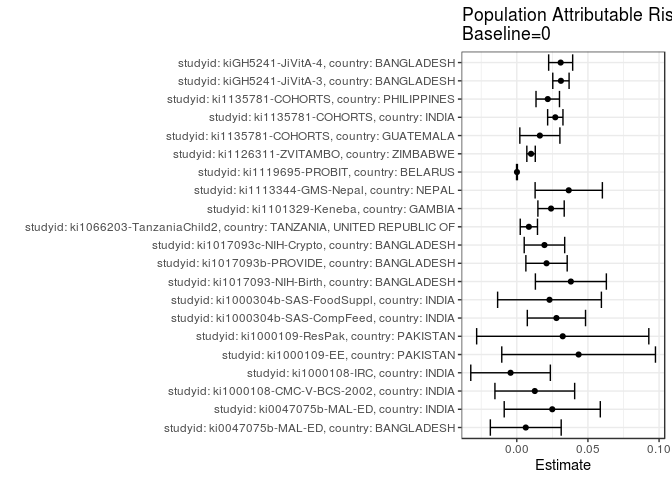 Population Attributable Ris
Baseline=0
studyid: kiGH5241-JiVitA-4, country: BANGLADESH
studyid: kiGH5241-JiVitA-3, country: BANGLADESH
studyid: ki1135781-COHORTS, country: PHILIPPINES
studyid: ki1135781-COHORTS, country: INDIA
studyid: ki1135781-COHORTS, country: GUATEMALA
studyid: ki1126311-ZVITAMBO, country: ZIMBABWE
studyid: ki1119695-PROBIT, country: BELARUS
studyid: ki1113344-GMS-Nepal, country: NEPAL
studyid: ki1101329-Keneba, country: GAMBIA
studyid: ki1066203-TanzaniaChild2, country: TANZANIA, UNITED REPUBLIC OF
studyid: ki1017093c-NIH-Crypto, country: BANGLADESH
studyid: ki1017093b-PROVIDE, country: BANGLADESH
studyid: ki1017093-NIH-Birth, country: BANGLADESH
studyid: ki1000304b-SAS-FoodSuppl, country: INDIA
studyid: ki1000304b-SAS-CompFeed, country: INDIA
studyid: ki1000109-ResPak, country: PAKISTAN
studyid: ki1000109-EE, country: PAKISTAN
studyid: ki1000108-IRC, country: INDIA
studyid: ki1000108-CMC-V-BCS-2002, country: INDIA
studyid: ki0047075b-MAL-ED, country: INDIA
studyid: ki0047075b-MAL-ED, country: BANGLADESH
0.00 0.05 0.10
Estimate